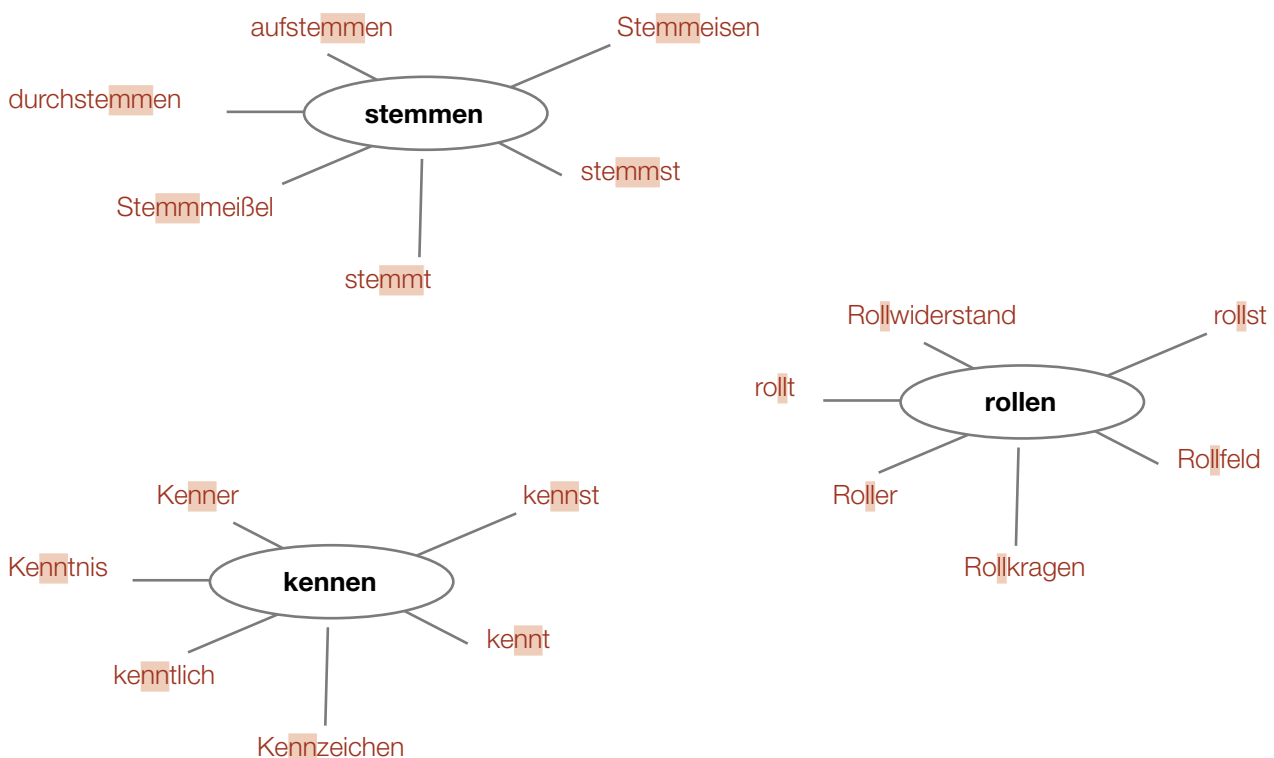 aufstemmen
Stemmeisen
durchstemmen
stemmen
stemmst
Stemmmeißel
stemmt
Rollwiderstand
rollst
rollt
rollen
Rollfeld
Roller
Rollkragen
Kenner
kennst
Kenntnis
kennen
kennt
kenntlich
Kennzeichen